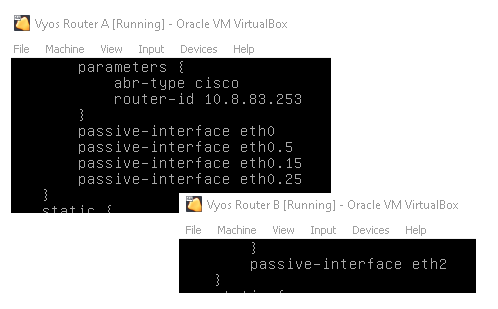 Vyos Router A [Running] - Oracle VM VirtualBox
File Machine View Input Devices Help
parameters {
abr-type cisco
router-id 10.8.83.253
}
passive-interface eth0
passive-interface eth0.5
passive-interface eth0.15
passive-interface eth0.25
}
static {
Vyos Router B [Running] - Oracle VM VirtualBox
File Machine View Input Devices Help
}
passive-interface eth2
}